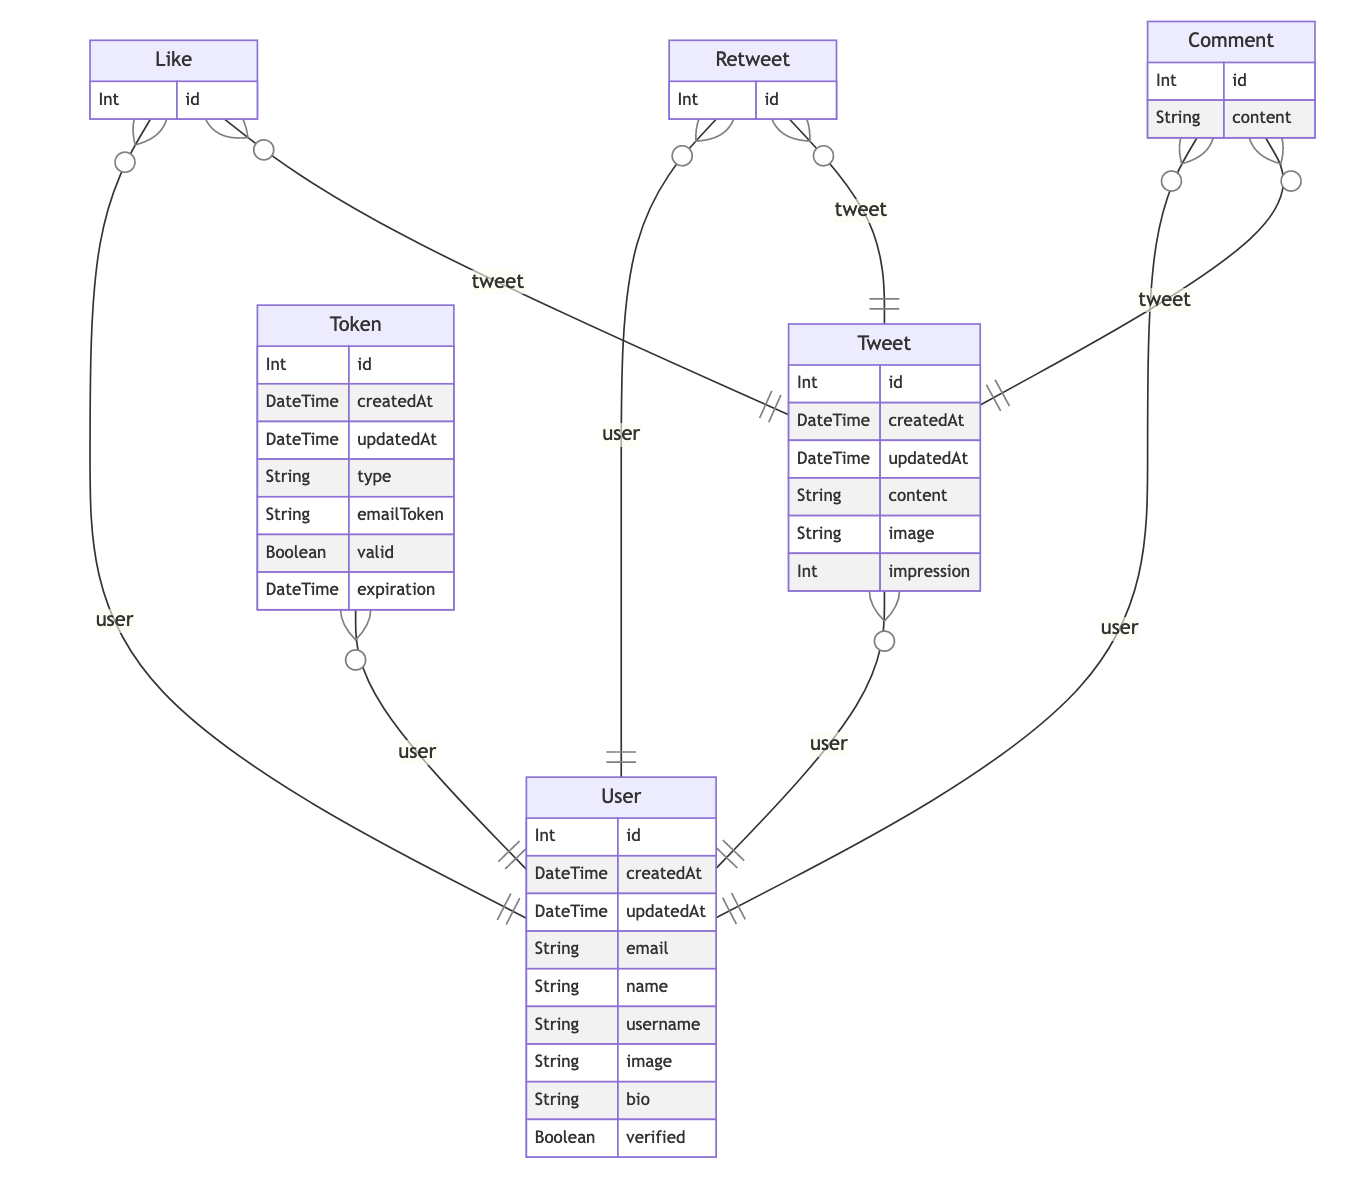 Like
Int id
Retweet
Int id
Comment
Int id
String content
tweet
tweet
tweet
Token
Int id
DateTime createdAt
DateTime updatedAt
String type
String emailToken
Boolean valid
DateTime expiration
Tweet
Int id
DateTime createdAt
DateTime updatedAt
String content
String image
Int impression
user
user
user
user
user
User
Int id
DateTime createdAt
DateTime updatedAt
String email
String name
String username
String image
String bio
Boolean verified